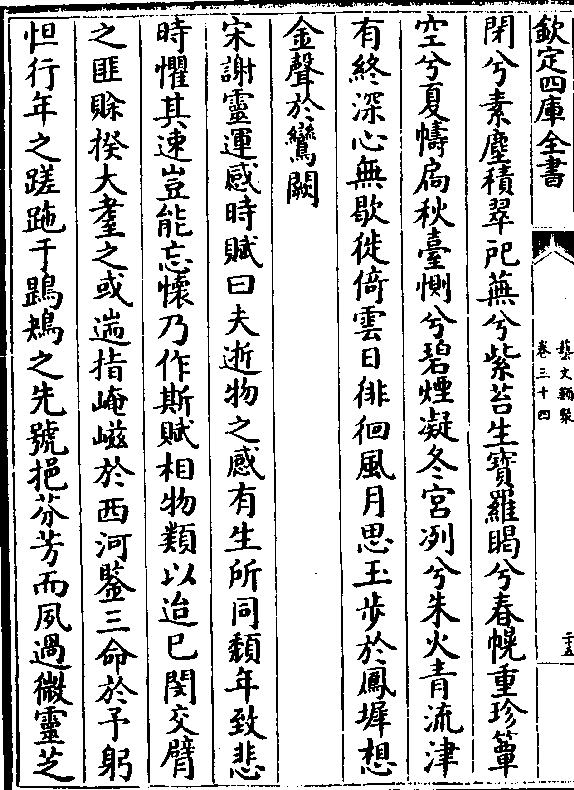 欽定四庫全書
藝文類聚
卷三十四
二五
閉兮素塵積翠戺蕪兮紫苔生寶羅暍兮春幌重珍簟
空兮夏幬扃秋臺惻兮碧煙凝冬宮冽兮朱火青流津
有終深心無歇徙倚雲日徘徊風月思玉步於鳳墀想
金聲於鸞闕
宋謝靈運感時賦曰夫逝物之感有生所同頽年致悲
時懼其速豈能忘懷乃作斯賦相物類以迨已閔交臂
之匪賖揆大耋之或遄指崦嵫於西河鑒三命於予躬
怛行年之蹉跎于鶗鴂之先號挹芬芳而夙過微靈芝